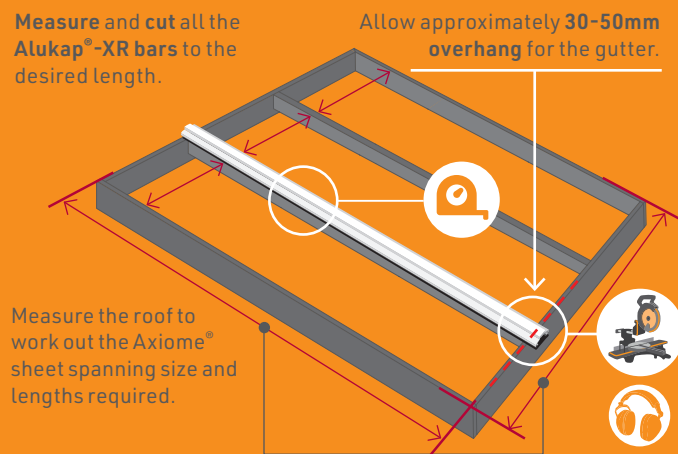 Measure and cut all the
Alukap®-XR bars to the
desired length.
Allow approximately 30-50mm
overhang for the gutter.
Measure the roof to
work out the Axiome®
sheet spanning size and
lengths required.